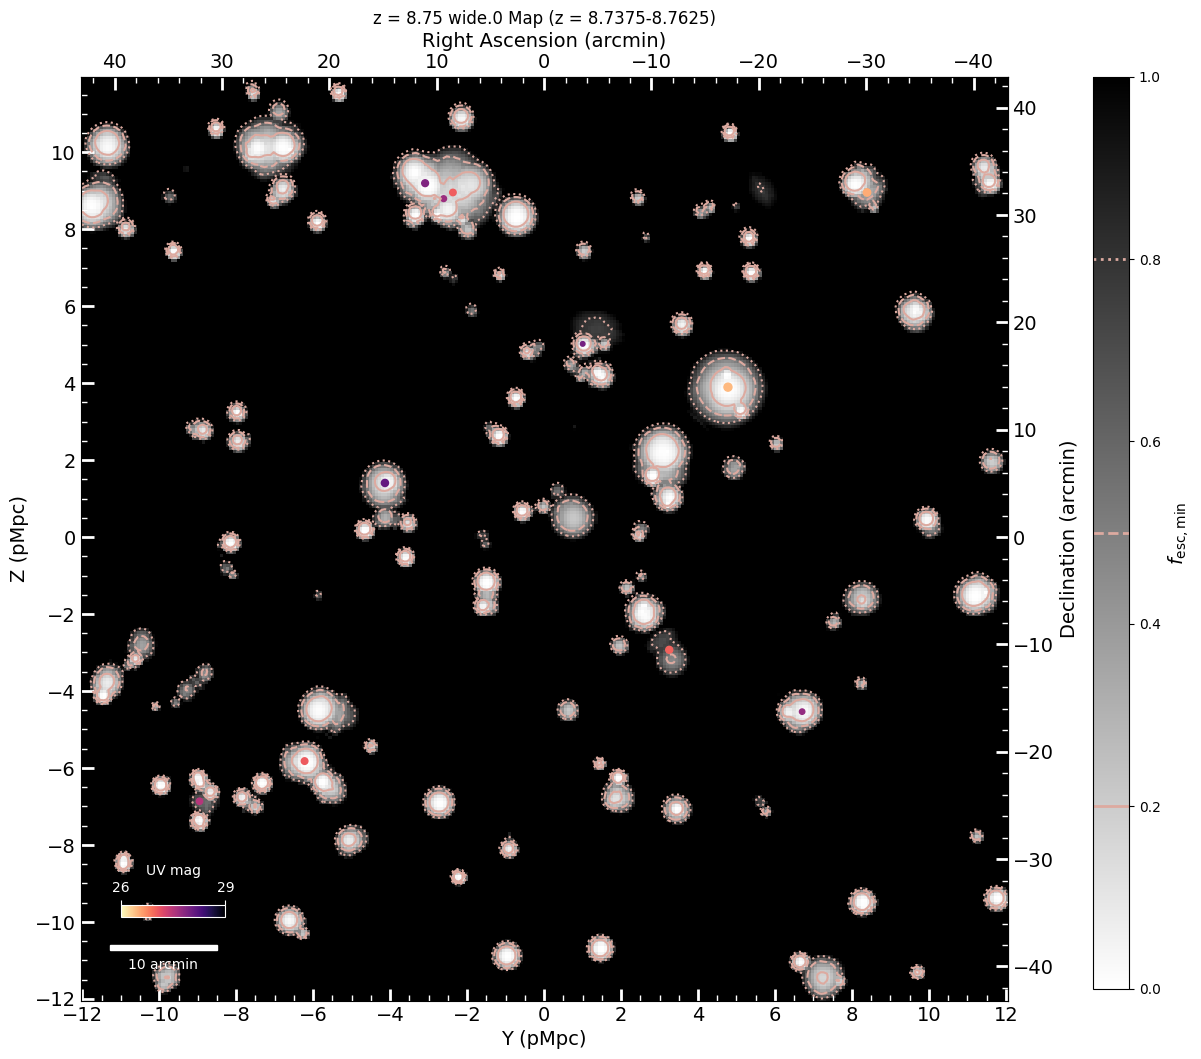 z = 8.75 wide.0 Map (z = 8.7375-8.7625)
Right Ascension (arcmin)
40 30 20 10 0 −10 −20 −30 −40
10
8
6
4
2
0
−2
−4
−6
−8
−10
−12
Z (pMpc)
−12 −10 −8 −6 −4 −2 0 2 4 6 8 10 12
Y (pMpc)
40
30
20
10
0
−10
−20
−30
−40
Declination (arcmin)
UV mag
26 29
10 arcmin
1.0
0.8
0.6
0.4
0.2
0.0
fesc,min